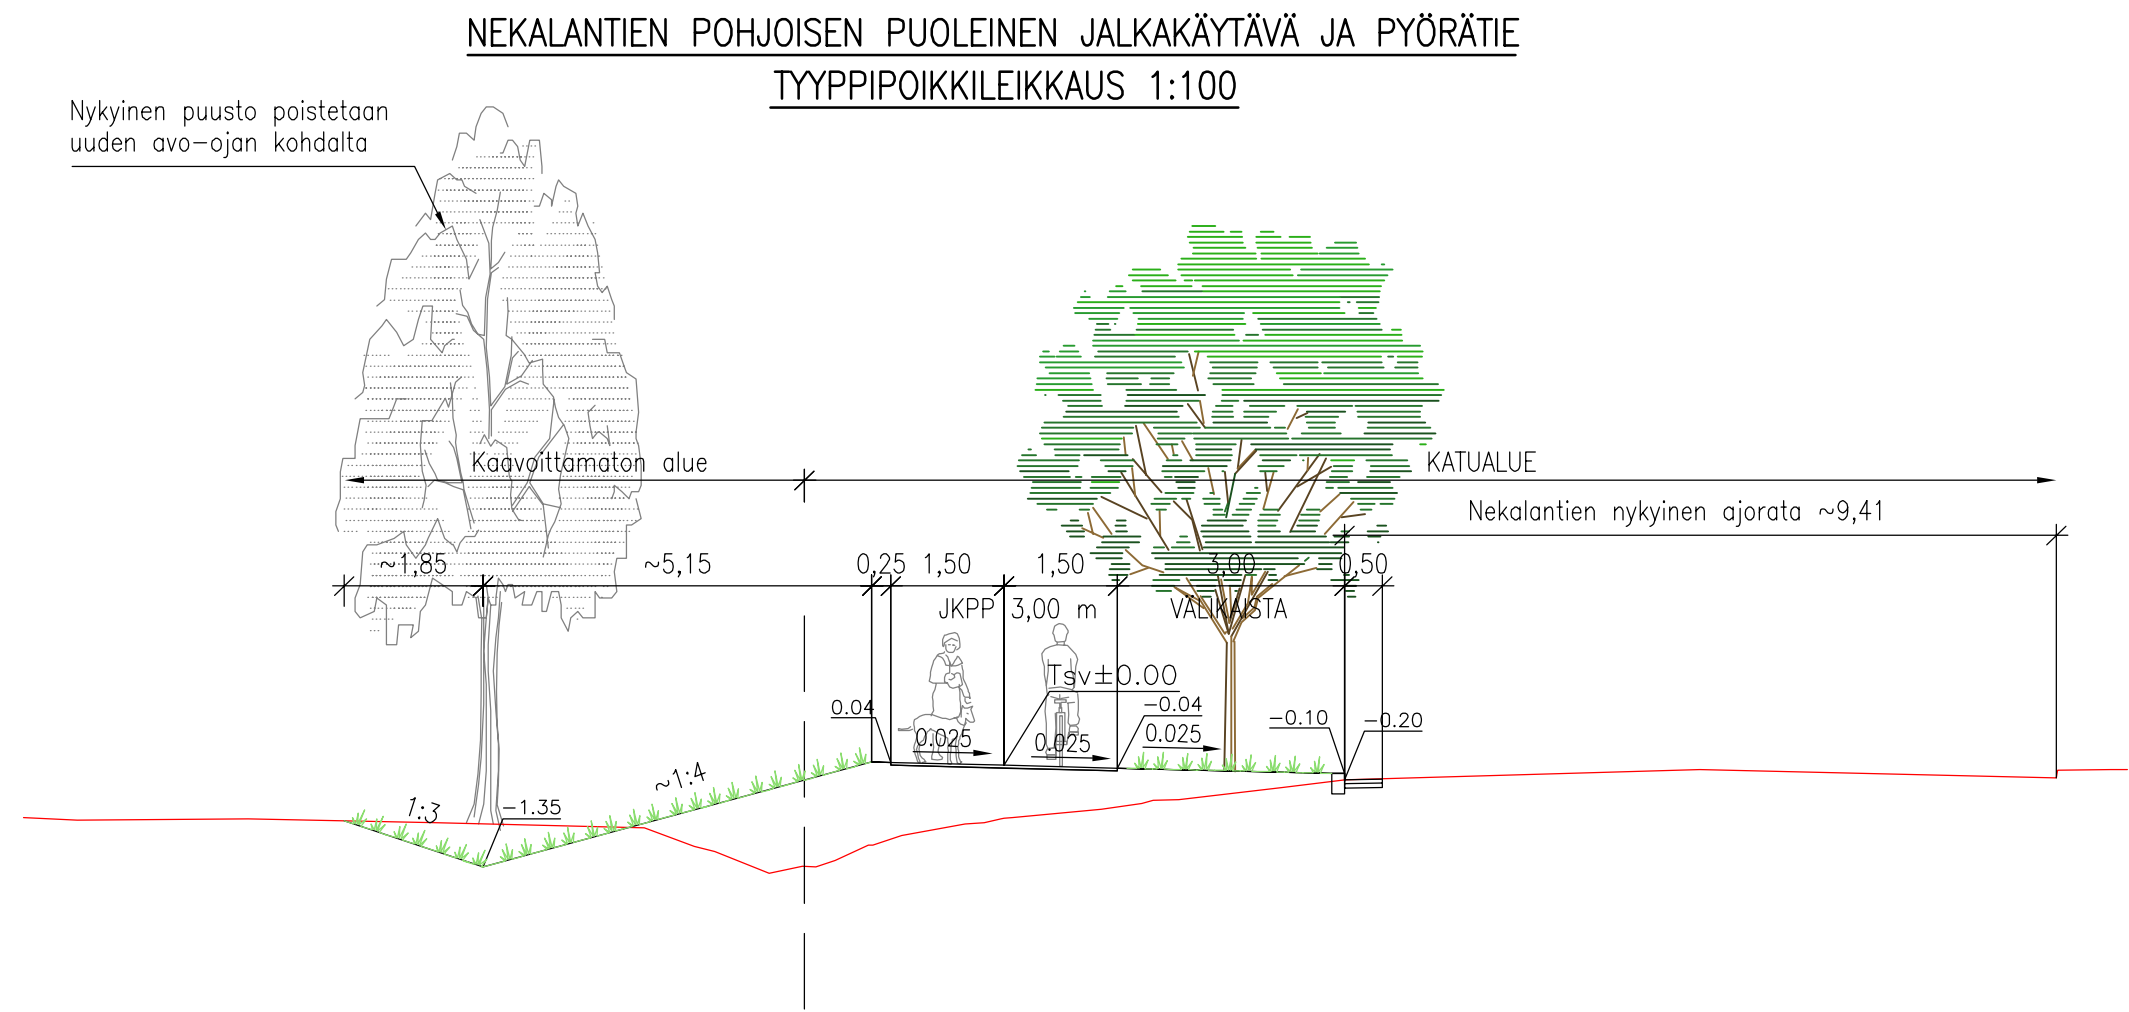 NEKALANTIEN POHJOISEN PUOLEINEN JALKAKÄYTÄVÄ JA PYÖRÄTIE
TYYPPIPOIKKILEIKKAUS 1:100
Nykyinen puusto poistetaan
uuden avo-ojan kohdalta
Kaavoittamaton alue
KATUALUE
Nekalantien nykyinen ajorata ~9,41
~1,85
~5,15
0,25
1,50
1,50
3,00
0,50
JKPP 3,00 m
VÄLIKAISTA
Tsv±0.00
0.04
-0.04
-0.10
-0.20
0.025
0.025
0.025
~1:4
1:3
-1.35